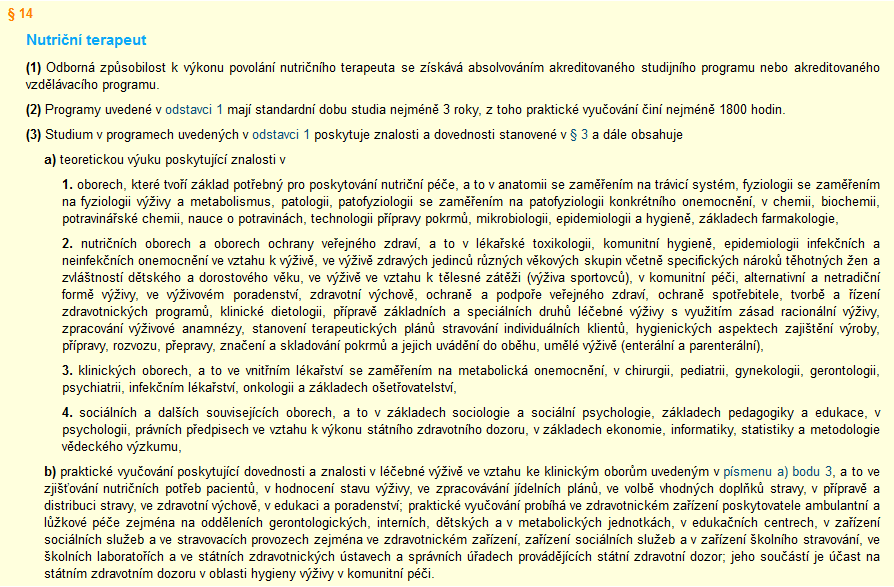 § 14
Nutriční terapeut
(1) Odborná způsobilost k výkonu povolání nutričního terapeuta se získává absolvováním akreditovaného studijního programu nebo akreditovaného
vzdělávacího programu.
(2) Programy uvedené v odstavci 1 mají standardní dobu studia nejméně 3 roky, z toho praktické vyučování činí nejméně 1800 hodin.
(3) Studium v programech uvedených v odstavci 1 poskytuje znalosti a dovednosti stanovené v § 3 a dále obsahuje
a) teoretickou výuku poskytující znalosti v
1. oborech, které tvoří základ potřebný pro poskytování nutriční péče, a to v anatomii se zaměřením na trávicí systém, fyziologii se zaměřením
na fyziologii výživy a metabolismus, patologii, patofyziologii se zaměřením na patofyziologii konkrétního onemocnění, v chemii, biochemii,
potravinářské chemii, nauce o potravinách, technologii přípravy pokrmů, mikrobiologii, epidemiologii a hygieně, základech farmakologie,
2. nutričních oborech a oborech ochrany veřejného zdraví, a to v lékařské toxikologii, komunitní hygieně, epidemiologii infekčních a
neinfekčních onemocnění ve vztahu k výživě, ve výživě zdravých jedinců různých věkových skupin včetně specifických nároků těhotných žen a
zvláštností dětského a dorostového věku, ve výživě ve vztahu k tělesné zátěži (výživa sportovců), v komunitní péči, alternativní a netradiční
formě výživy, ve výživovém poradenství, zdravotní výchově, ochraně a podpoře veřejného zdraví, ochraně spotřebitele, tvorbě a řízení
zdravotnických programů, klinické dietologii, přípravě základních a speciálních druhů léčebné výživy s využitím zásad racionální výživy,
zpracování výživové anamnézy, stanovení terapeutických plánů stravování individuálních klientů, hygienických aspektech zajištění výroby,
přípravy, rozvozu, přepravy, značení a skladování pokrmů a jejich uvádění do oběhu, umělé výživě (enterální a parenterální),
3. klinických oborech, a to ve vnitřním lékařství se zaměřením na metabolická onemocnění, v chirurgii, pediatrii, gynekologii, gerontologii,
psychiatrii, infekčním lékařství, onkologii a základech ošetřovatelství,
4. sociálních a dalších souvisejících oborech, a to v základech sociologie a sociální psychologie, základech pedagogiky a edukace, v
psychologii, právních předpisech ve vztahu k výkonu státního zdravotního dozoru, v základech ekonomie, informatiky, statistiky a metodologie
vědeckého výzkumu,
b) praktické vyučování poskytující dovednosti a znalosti v léčebné výživě ve vztahu ke klinickým oborům uvedeným v písmenu a) bodu 3, a to ve
zjišťování nutričních potřeb pacientů, v hodnocení stavu výživy, ve zpracovávání jídelních plánů, ve volbě vhodných doplňků stravy, v přípravě a
distribuci stravy, ve zdravotní výchově, v edukaci a poradenství; praktické vyučování probíhá ve zdravotnickém zařízení poskytovatele ambulantní a
lůžkové péče zejména na odděleních gerontologických, interních, dětských a v metabolických jednotkách, v edukačních centrech, v zařízení
sociálních služeb a ve stravovacích provozech zejména ve zdravotnickém zařízení, zařízení sociálních služeb a v zařízení školního stravování, ve
školních laboratořích a ve státních zdravotnických ústavech a správních úřadech provádějících státní zdravotní dozor; jeho součástí je účast na
státním zdravotním dozoru v oblasti hygieny výživy v komunitní péči.